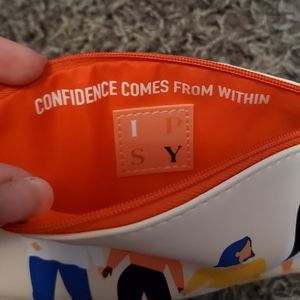 CONFIDENCE COMES FROM WITHIN
I P
S Y